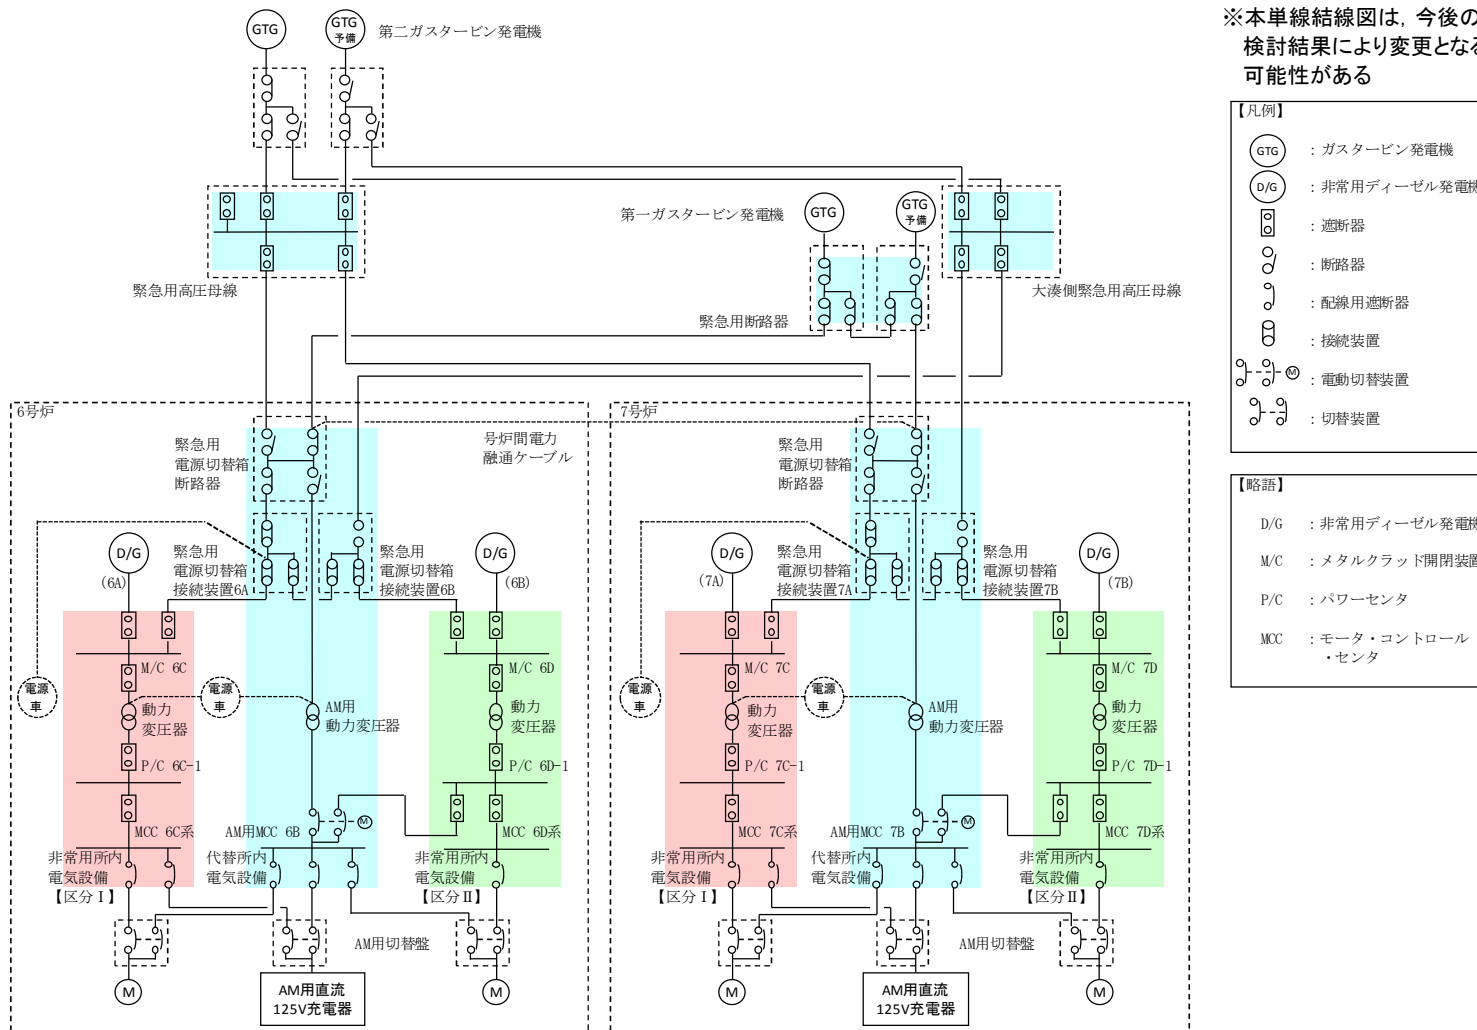 ※本単線結線図は，今後の
検討結果により変更となる
可能性がある
GTG
GTG
予備
第二ガスタービン発電機
【凡例】
GTG
：ガスタービン発電機
D/G
：非常用ディーゼル発電機
：遮断器
：断路器
：配線用遮断器
：接続装置
M
：電動切替装置
：切替装置
第一ガスタービン発電機
GTG
GTG
予備
緊急用高圧母線
大湊側緊急用高圧母線
緊急用断路器
【略語】
D/G ：非常用ディーゼル発電機
M/C ：メタルクラッド開閉装置
P/C ：パワーセンタ
MCC ：モータ・コントロール
・センタ
6号炉
緊急用
電源切替箱
断路器
号炉間電力
融通ケーブル
D/G
(6A)
緊急用
電源切替箱
接続装置6A
緊急用
電源切替箱
接続装置6B
D/G
(6B)
M/C 6C
M/C 6D
電源
車
動力
変圧器
電源
車
AM用
動力変圧器
動力
変圧器
P/C 6C-1
P/C 6D-1
MCC 6C系
AM用MCC 6B
M
MCC 6D系
非常用所内
電気設備
【区分Ⅰ】
代替所内
電気設備
非常用所内
電気設備
【区分Ⅱ】
AM用切替盤
M
AM用直流
125V充電器
M
7号炉
緊急用
電源切替箱
断路器
D/G
(7A)
緊急用
電源切替箱
接続装置7A
緊急用
電源切替箱
接続装置7B
D/G
(7B)
M/C 7C
M/C 7D
電源
車
動力
変圧器
電源
車
AM用
動力変圧器
動力
変圧器
P/C 7C-1
P/C 7D-1
MCC 7C系
AM用MCC 7B
M
MCC 7D系
非常用所内
電気設備
【区分Ⅰ】
代替所内
電気設備
非常用所内
電気設備
【区分Ⅱ】
AM用切替盤
M
AM用直流
125V充電器
M